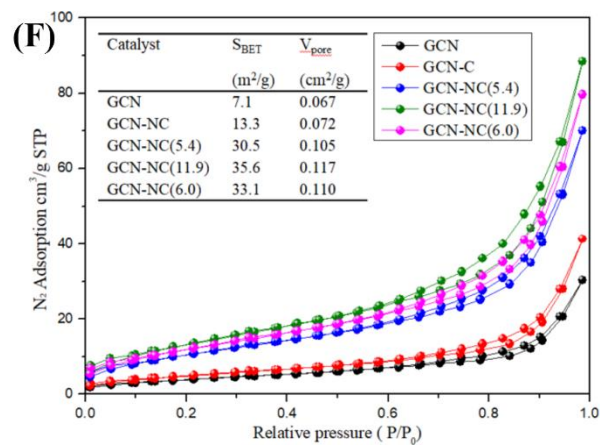 (F)
Catalyst S_BET V_pore
(m²/g) (cm²/g)
GCN 7.1 0.067
GCN-NC 13.3 0.072
GCN-NC(5.4) 30.5 0.105
GCN-NC(11.9) 35.6 0.117
GCN-NC(6.0) 33.1 0.110
GCN
GCN-C
GCN-NC(5.4)
GCN-NC(11.9)
GCN-NC(6.0)
N₂ Adsorption cm³/g STP
100
80
60
40
20
0
0.0 0.2 0.4 0.6 0.8 1.0
Relative pressure ( P/P₀)